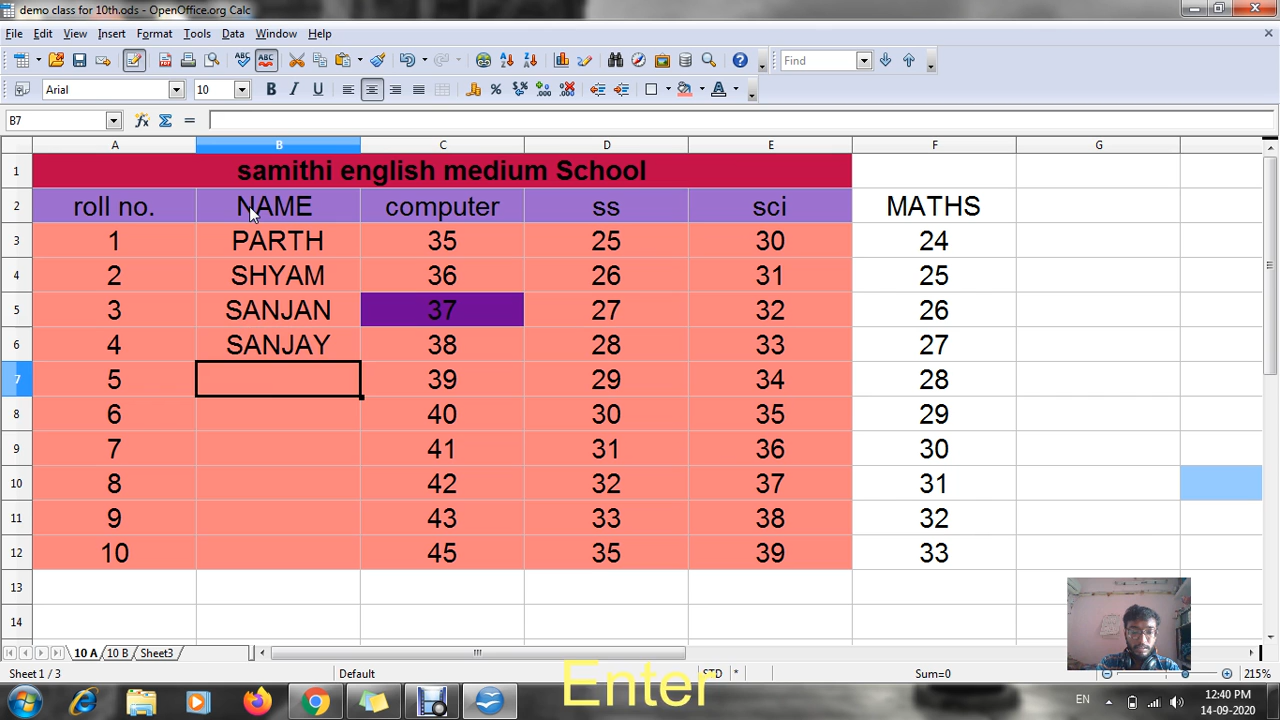 demo class for 10th.ods - OpenOffice.org Calc
File Edit View Insert Format Tools Data Window Help
Find
Arial 10
B7
A B C D E F G
1 samithi english medium School
2 roll no. NAME computer ss sci MATHS
3 1 PARTH 35 25 30 24
4 2 SHYAM 36 26 31 25
5 3 SANJAN 37 27 32 26
6 4 SANJAY 38 28 33 27
7 5 39 29 34 28
8 6 40 30 35 29
9 7 41 31 36 30
10 8 42 32 37 31
11 9 43 33 38 32
12 10 45 35 39 33
13
14
10 A 10 B Sheet3
Sheet 1 / 3 Default STD * Sum=0 215%
Enter
EN 12:40 PM
14-09-2020